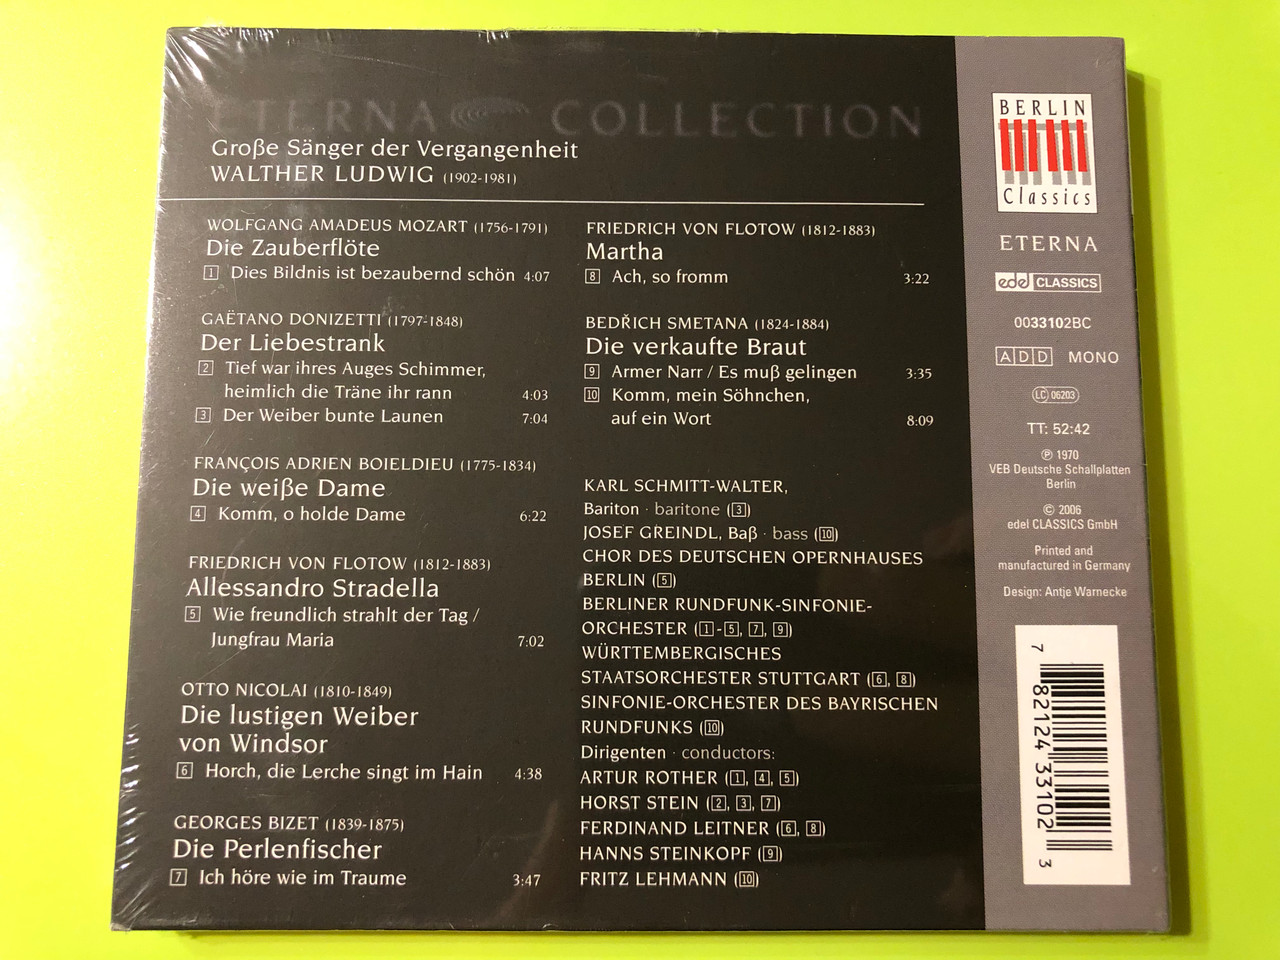 ETERNA COLLECTION
Große Sänger der Vergangenheit
WALTHER LUDWIG (1902-1981)
WOLFGANG AMADEUS MOZART (1756-1791)
Die Zauberflöte
1 Dies Bildnis ist bezaubernd schön 4:07
GAËTANO DONIZETTI (1797-1848)
Der Liebestrank
2 Tief war ihres Auges Schimmer,
heimlich die Träne ihr rann 4:03
3 Der Weiber bunte Launen 7:04
FRANÇOIS ADRIEN BOIELDIEU (1775-1834)
Die weiße Dame
4 Komm, o holde Dame 6:22
FRIEDRICH VON FLOTOW (1812-1883)
Allessandro Stradella
5 Wie freundlich strahlt der Tag /
Jungfrau Maria 7:02
OTTO NICOLAI (1810-1849)
Die lustigen Weiber
von Windsor
6 Horch, die Lerche singt im Hain 4:38
GEORGES BIZET (1839-1875)
Die Perlenfischer
7 Ich höre wie im Traume 3:47
FRIEDRICH VON FLOTOW (1812-1883)
Martha
8 Ach, so fromm 3:22
BEDŘICH SMETANA (1824-1884)
Die verkaufte Braut
9 Armer Narr / Es muß gelingen 3:35
10 Komm, mein Söhnchen,
auf ein Wort 8:09
KARL SCHMITT-WALTER,
Bariton · baritone (3)
JOSEF GREINDL, Baß · bass (10)
CHOR DES DEUTSCHEN OPERNHAUSES
BERLIN (5)
BERLINER RUNDFUNK-SINFONIE-
ORCHESTER (1-5, 7, 9)
WÜRTTEMBERGISCHES
STAATSORCHESTER STUTTGART (6, 8)
SINFONIE-ORCHESTER DES BAYRISCHEN
RUNDFUNKS (10)
Dirigenten · conductors:
ARTUR ROTHER (1, 4, 5)
HORST STEIN (2, 3, 7)
FERDINAND LEITNER (6, 8)
HANNS STEINKOPF (9)
FRITZ LEHMANN (10)
BERLIN
Classics
ETERNA
edel CLASSICS
0033102BC
ADD MONO
LC 06203
TT: 52:42
℗ 1970
VEB Deutsche Schallplatten
Berlin
© 2006
edel CLASSICS GmbH
Printed and
manufactured in Germany
Design: Antje Warnecke
7 82124 33102 3